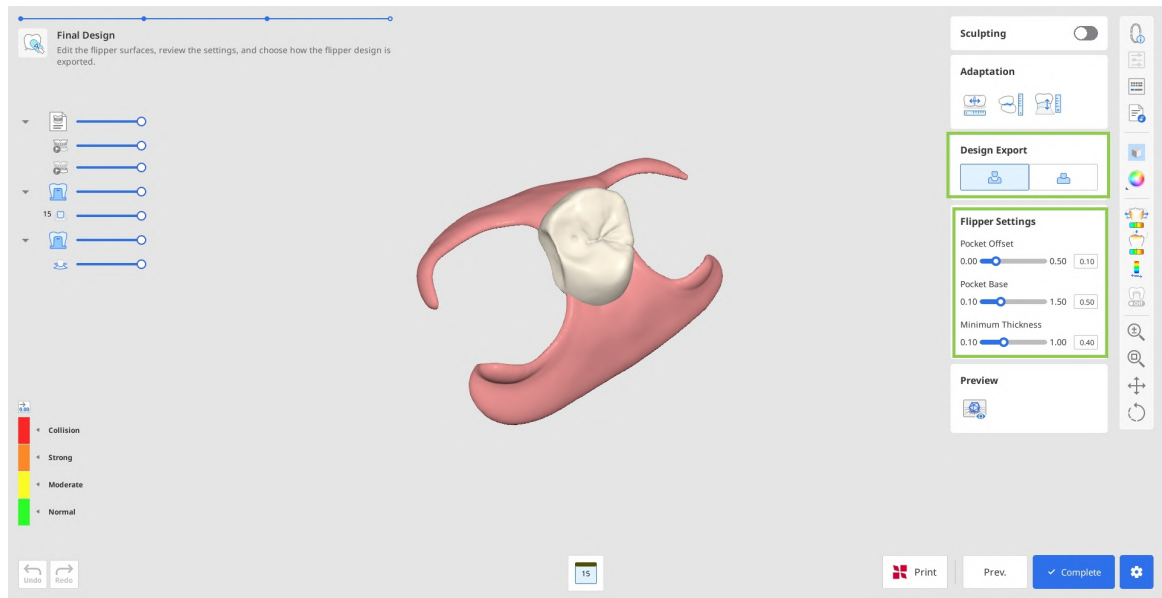 Final Design
Edit the flipper surfaces, review the settings, and choose how the flipper design is
exported.
15
0.00
Collision
Strong
Moderate
Normal
Undo
Redo
15
Sculpting
Adaptation
Design Export
Flipper Settings
Pocket Offset
0.00 0.50 0.10
Pocket Base
0.10 1.50 0.50
Minimum Thickness
0.10 1.00 0.40
Preview
Print
Prev.
Complete